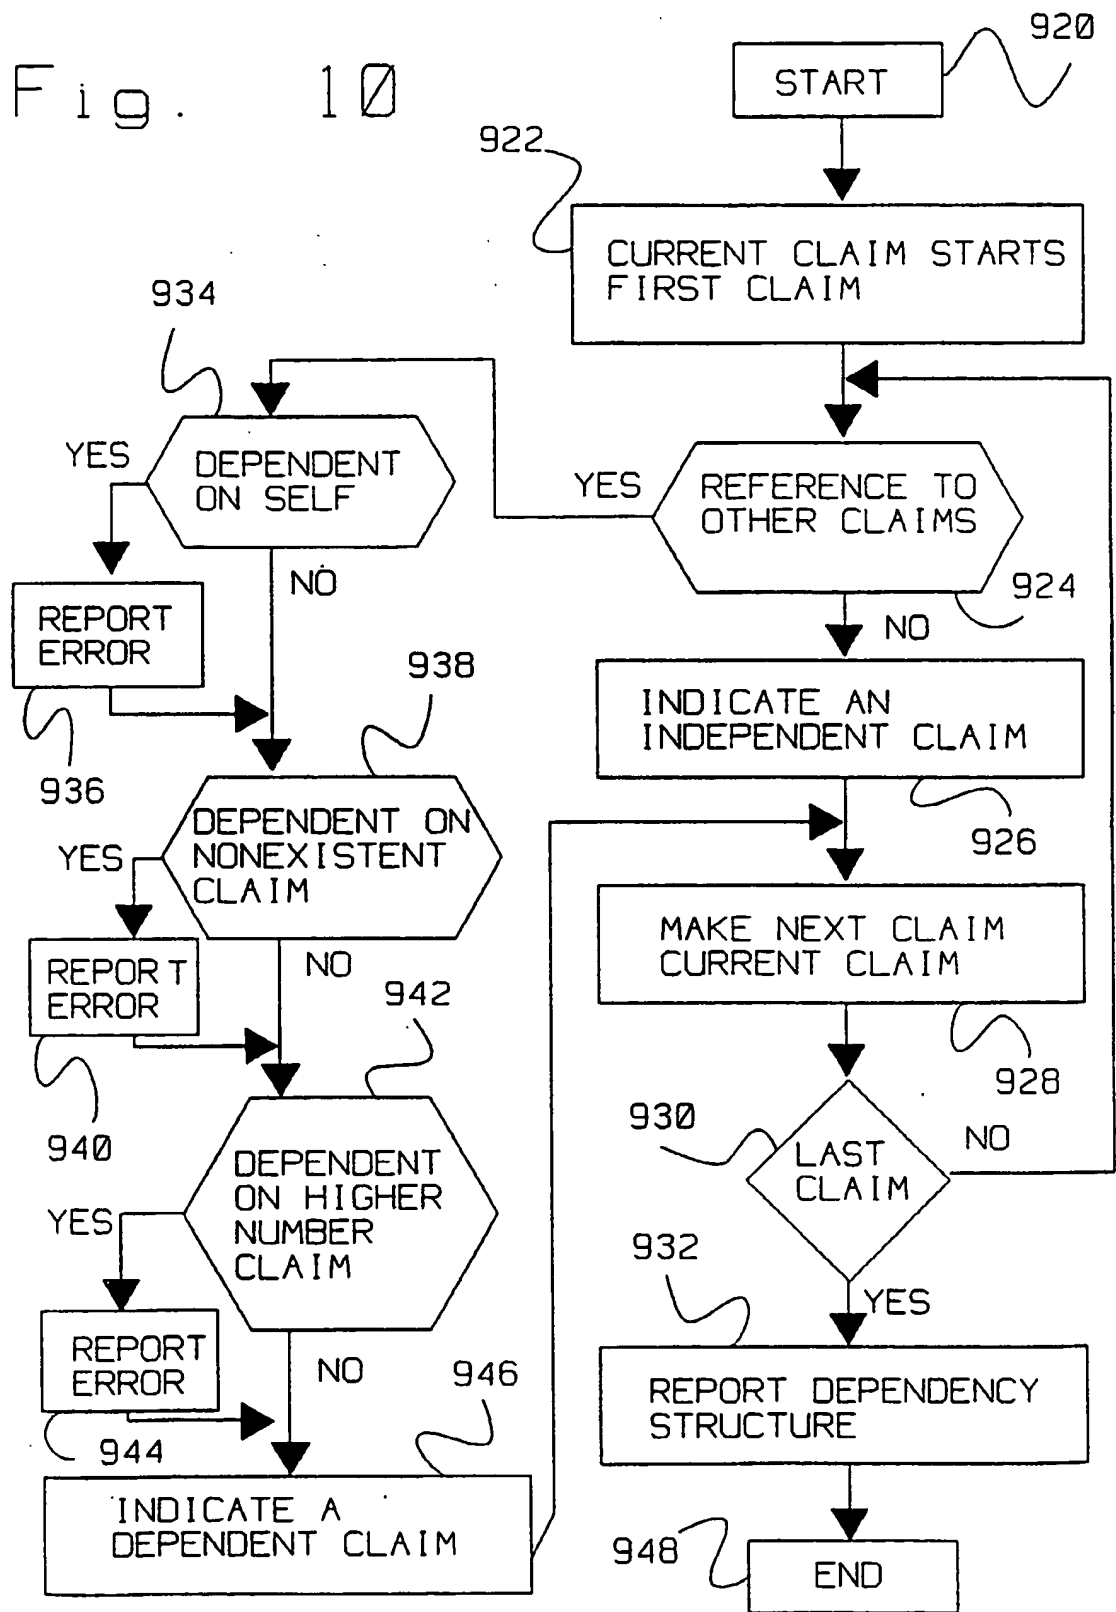 Fig. 10
920
START
922
CURRENT CLAIM STARTS
FIRST CLAIM
934
YES
DEPENDENT
ON SELF
NO
YES
REFERENCE TO
OTHER CLAIMS
924
NO
REPORT
ERROR
936
938
INDICATE AN
INDEPENDENT CLAIM
926
YES
DEPENDENT ON
NONEXISTENT
CLAIM
NO
REPORT
ERROR
940
942
MAKE NEXT CLAIM
CURRENT CLAIM
928
930
LAST
CLAIM
NO
YES
YES
DEPENDENT
ON HIGHER
NUMBER
CLAIM
NO
REPORT
ERROR
944
946
932
REPORT DEPENDENCY
STRUCTURE
INDICATE A
DEPENDENT CLAIM
948
END